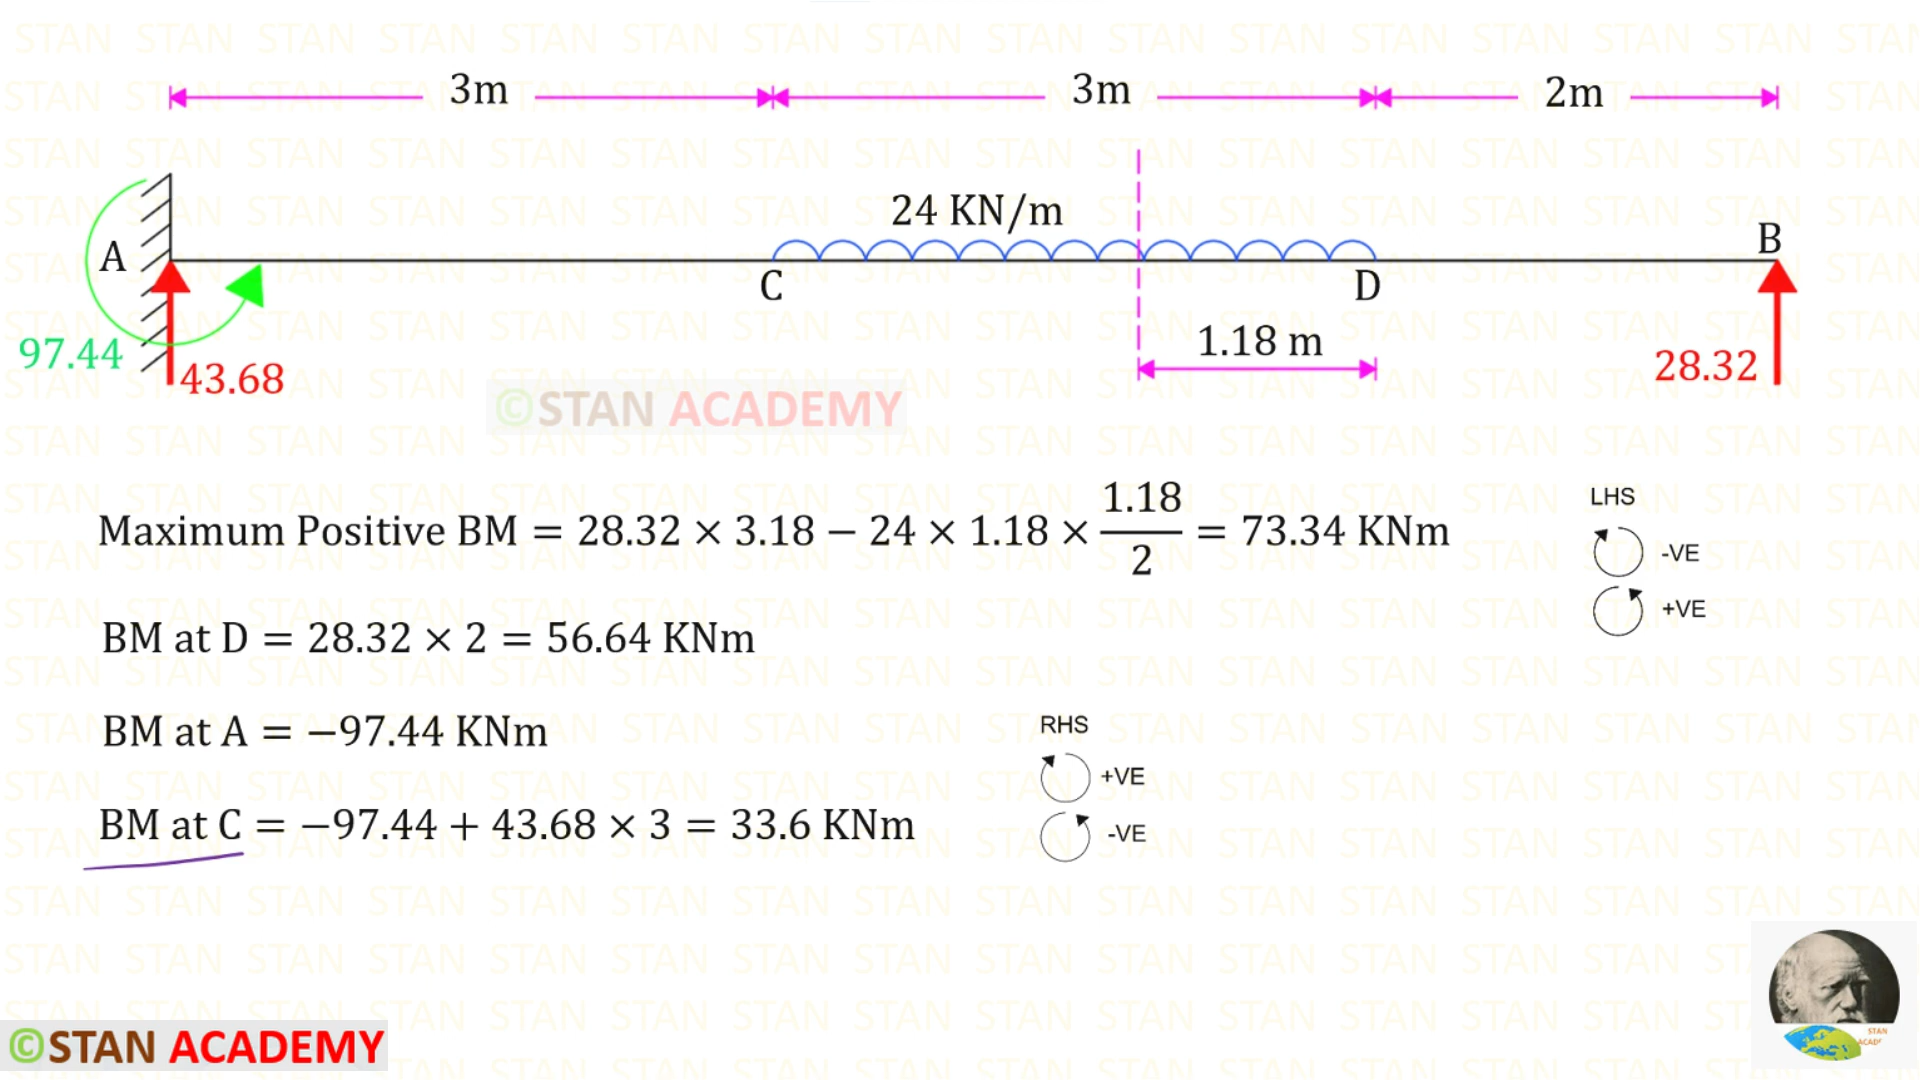 3m 3m 2m
24 KN/m
A C D B
1.18 m
97.44 43.68 28.32
©STAN ACADEMY
Maximum Positive BM = 28.32 × 3.18 − 24 × 1.18 × 1.18/2 = 73.34 KNm
LHS
-VE
+VE
BM at D = 28.32 × 2 = 56.64 KNm
BM at A = −97.44 KNm
RHS
+VE
-VE
BM at C = −97.44 + 43.68 × 3 = 33.6 KNm
©STAN ACADEMY
STAN